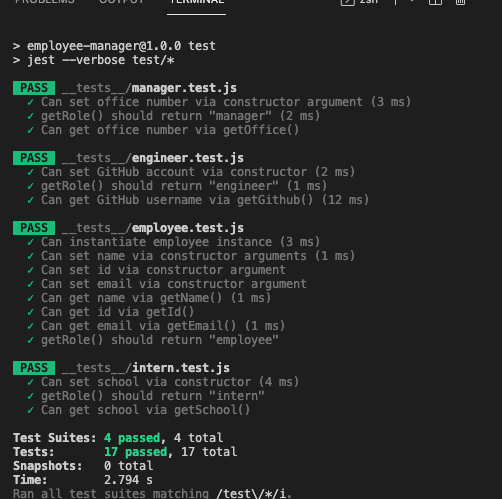 PROBLEMS OUTPUT TERMINAL zsh
> employee-manager@1.0.0 test
> jest --verbose test/*
PASS __tests__/manager.test.js
✓ Can set office number via constructor argument (3 ms)
✓ getRole() should return "manager" (2 ms)
✓ Can get office number via getOffice()
PASS __tests__/engineer.test.js
✓ Can set GitHub account via constructor (2 ms)
✓ getRole() should return "engineer" (1 ms)
✓ Can get GitHub username via getGithub() (12 ms)
PASS __tests__/employee.test.js
✓ Can instantiate employee instance (3 ms)
✓ Can set name via constructor arguments (1 ms)
✓ Can set id via constructor argument
✓ Can set email via constructor argument
✓ Can get name via getName() (1 ms)
✓ Can get id via getId()
✓ Can get email via getEmail() (1 ms)
✓ getRole() should return "employee"
PASS __tests__/intern.test.js
✓ Can set school via constructor (4 ms)
✓ getRole() should return "intern"
✓ Can get school via getSchool()
Test Suites: 4 passed, 4 total
Tests: 17 passed, 17 total
Snapshots: 0 total
Time: 2.794 s
Ran all test suites matching /test\/*/i.